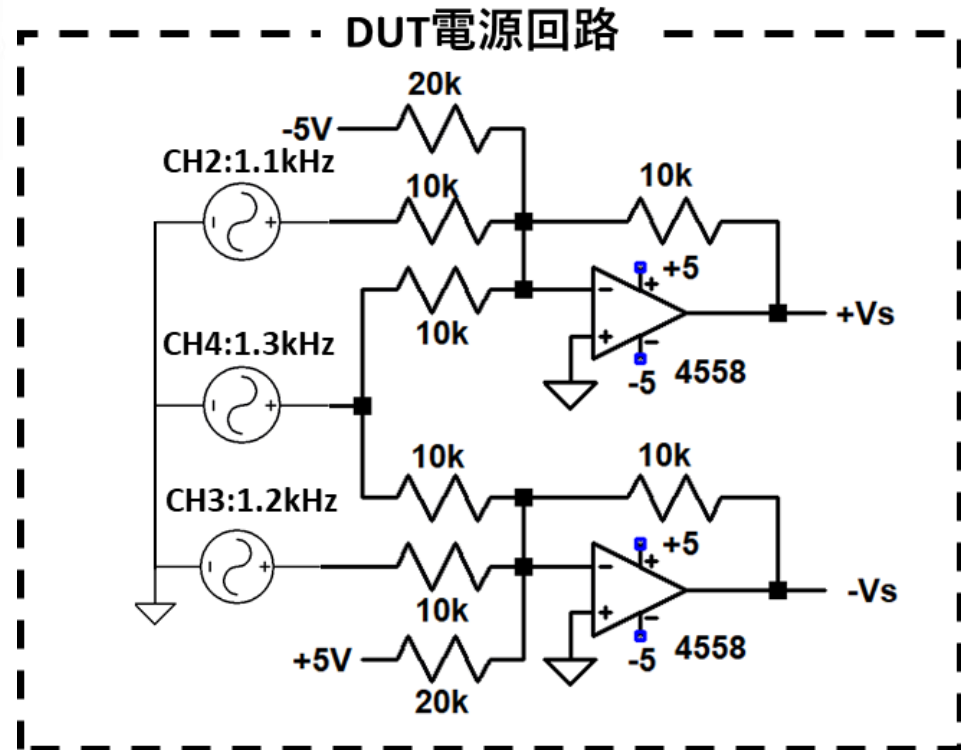 DUT電源回路
20k
-5V
CH2:1.1kHz
10k
10k
+5
+
-
+Vs
10k
+
-
-5
4558
CH4:1.3kHz
10k
10k
CH3:1.2kHz
+5
+
-
-Vs
10k
+
-
-5
4558
+5V
20k